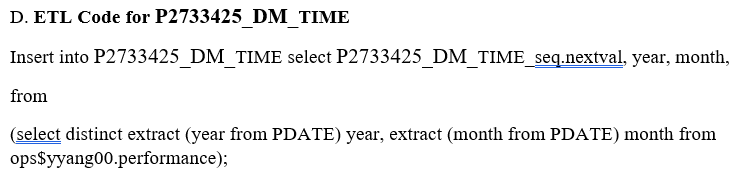 D. ETL Code for P2733425_DM_TIME
Insert into P2733425_DM_TIME select P2733425_DM_TIME_seq.nextval, year, month,
from
(select distinct extract (year from PDATE) year, extract (month from PDATE) month from
ops$yyang00.performance);